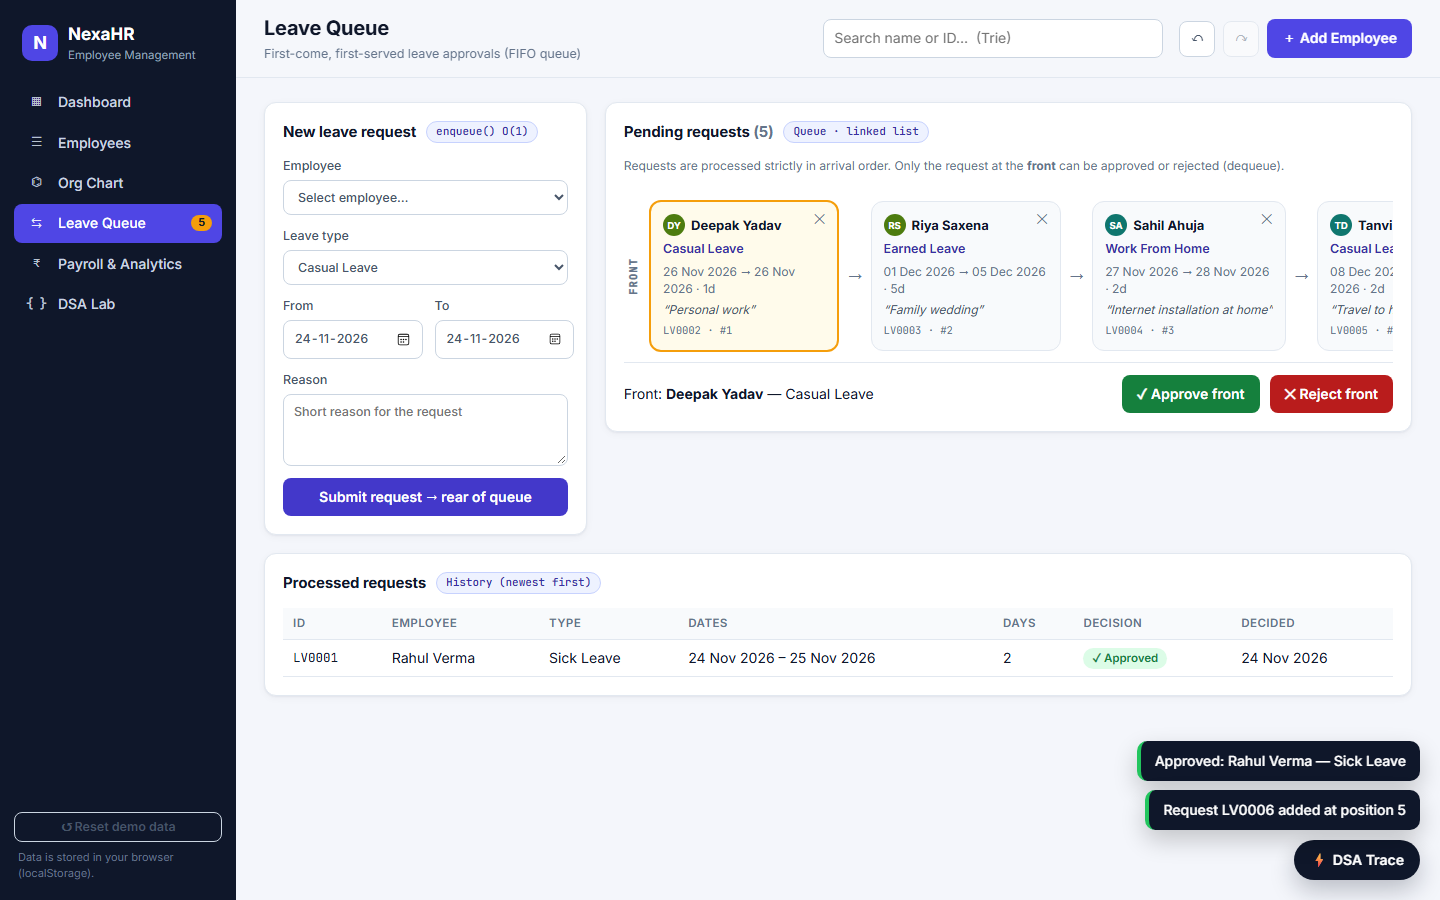 N
NexaHR
Employee Management
Dashboard
Employees
Org Chart
Leave Queue 5
₹ Payroll & Analytics
{ } DSA Lab
↺ Reset demo data
Data is stored in your browser
(localStorage).
Leave Queue
First-come, first-served leave approvals (FIFO queue)
Search name or ID... (Trie)
+ Add Employee
New leave request enqueue() O(1)
Employee
Select employee...
Leave type
Casual Leave
From To
24-11-2026 24-11-2026
Reason
Short reason for the request
Submit request → rear of queue
Pending requests (5) Queue · linked list
Requests are processed strictly in arrival order. Only the request at the front can be approved or rejected (dequeue).
FRONT
DY Deepak Yadav
Casual Leave
26 Nov 2026 → 26 Nov
2026 · 1d
“Personal work”
LV0002 · #1
→
RS Riya Saxena
Earned Leave
01 Dec 2026 → 05 Dec 2026
· 5d
“Family wedding”
LV0003 · #2
→
SA Sahil Ahuja
Work From Home
27 Nov 2026 → 28 Nov 2026
· 2d
“Internet installation at home”
LV0004 · #3
→
TD Tanvi
Casual Lea
08 Dec 202
2026 · 2d
“Travel to h
LV0005 · #
Front: Deepak Yadav — Casual Leave
✓ Approve front
✕ Reject front
Processed requests History (newest first)
ID EMPLOYEE TYPE DATES DAYS DECISION DECIDED
LV0001 Rahul Verma Sick Leave 24 Nov 2026 – 25 Nov 2026 2 ✓ Approved 24 Nov 2026
Approved: Rahul Verma — Sick Leave
Request LV0006 added at position 5
DSA Trace